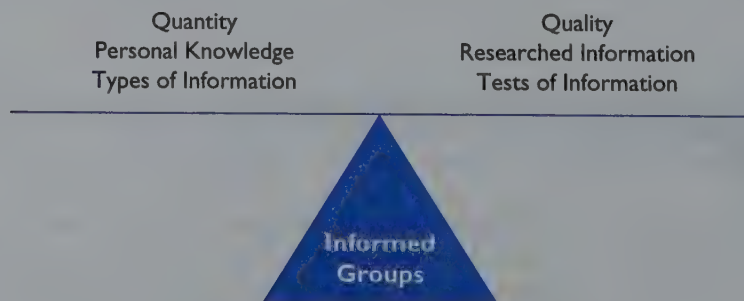 Quantity
Personal Knowledge
Types of Information
Quality
Researched Information
Tests of Information
Informed
Groups